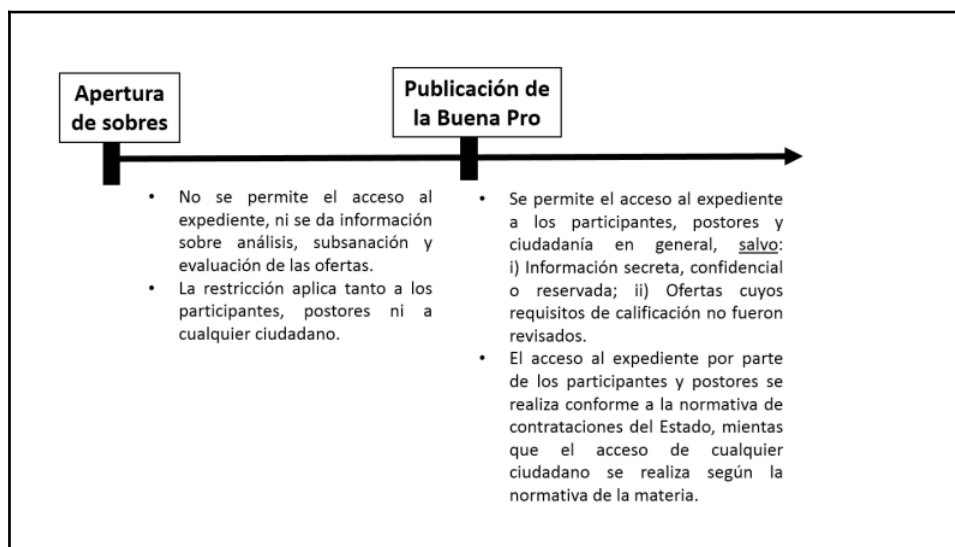 Apertura
de sobres
Publicación de
la Buena Pro
• No se permite el acceso al
expediente, ni se da información
sobre análisis, subsanación y
evaluación de las ofertas.
• La restricción aplica tanto a los
participantes, postores ni a
cualquier ciudadano.
• Se permite el acceso al expediente
a los participantes, postores y
ciudadanía en general, salvo:
i) Información secreta, confidencial
o reservada; ii) Ofertas cuyos
requisitos de calificación no fueron
revisados.
• El acceso al expediente por parte
de los participantes y postores se
realiza conforme a la normativa de
contrataciones del Estado, mientas
que el acceso de cualquier
ciudadano se realiza según la
normativa de la materia.